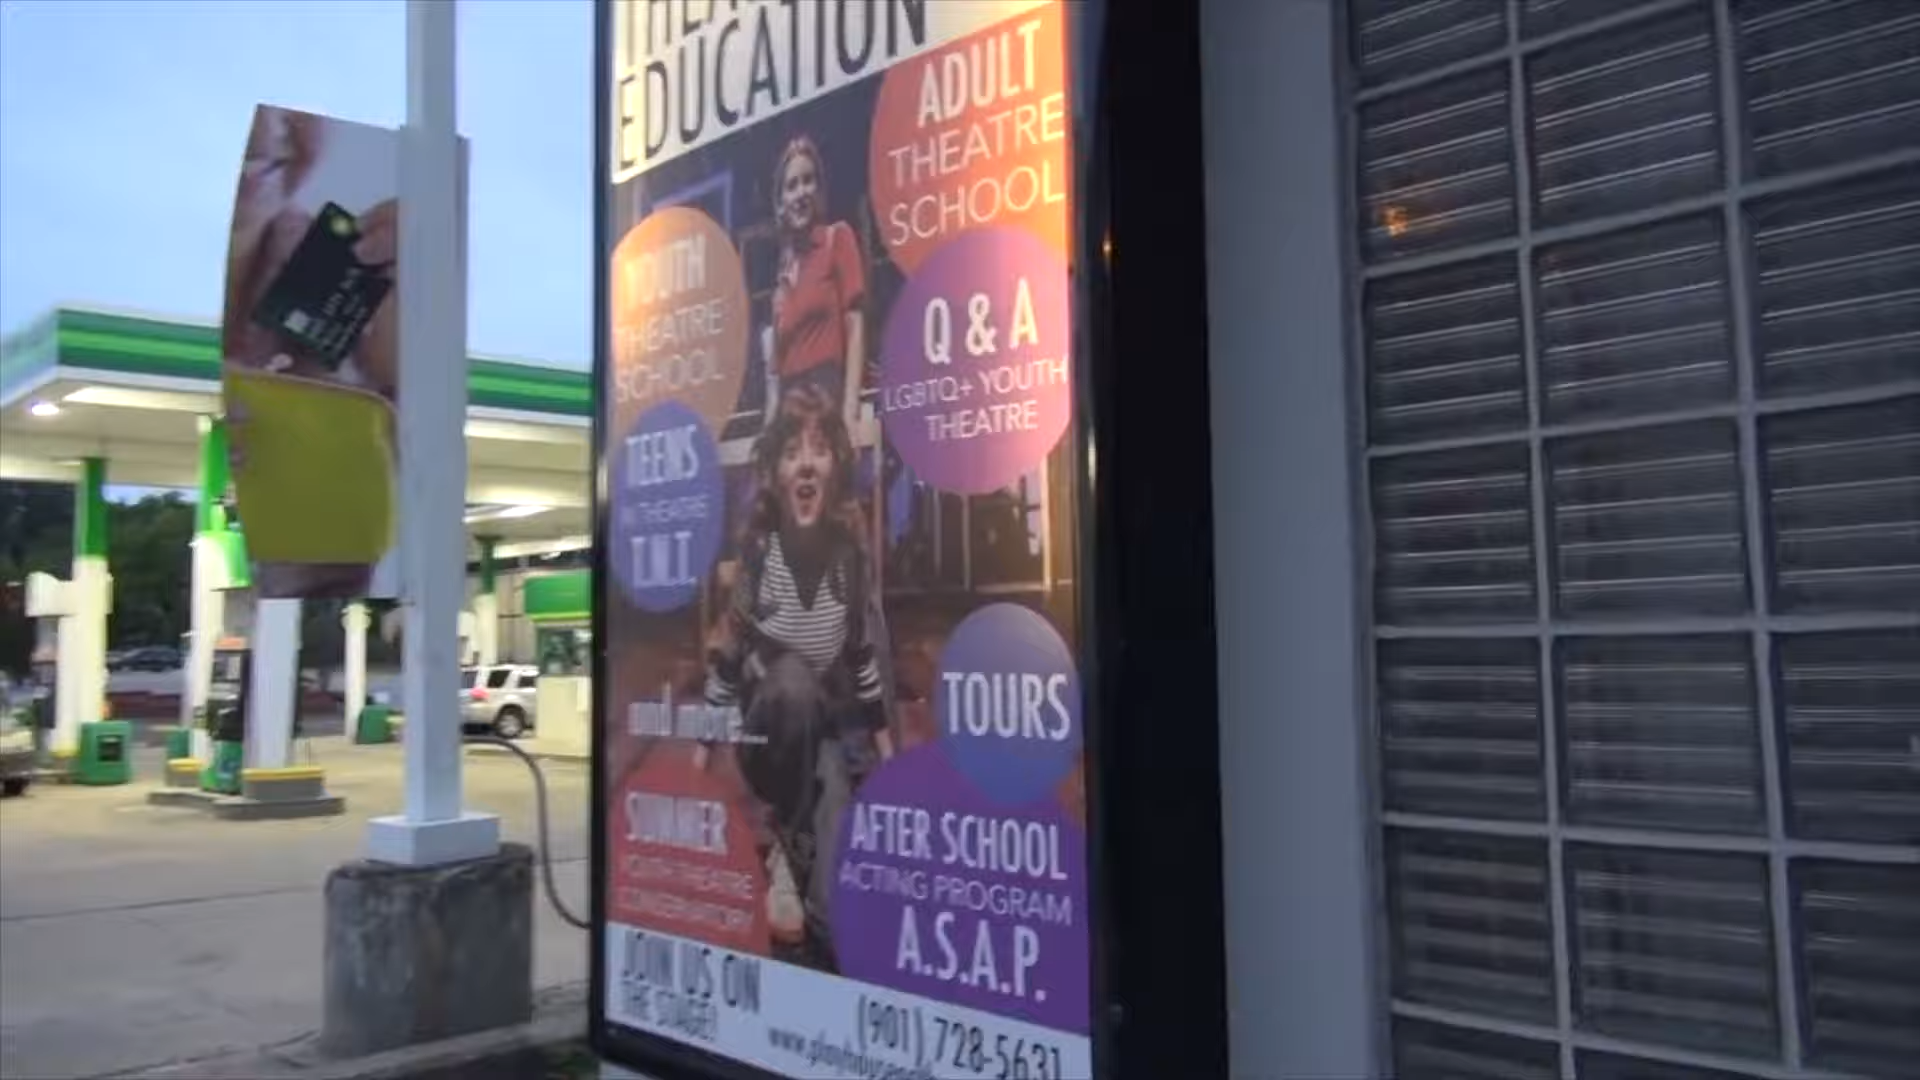 EDUCATION
ADULT
THEATRE
SCHOOL
YOUTH
THEATRE
SCHOOL
Q & A
LGBTQ+ YOUTH
THEATRE
TEENS
IN THEATRE
T.N.T.
and more...
TOURS
SUMMER
YOUTH THEATRE
CONSERVATORY
AFTER SCHOOL
ACTING PROGRAM
A.S.A.P.
JOIN US ON
THE STAGE!
(901) 728-5631